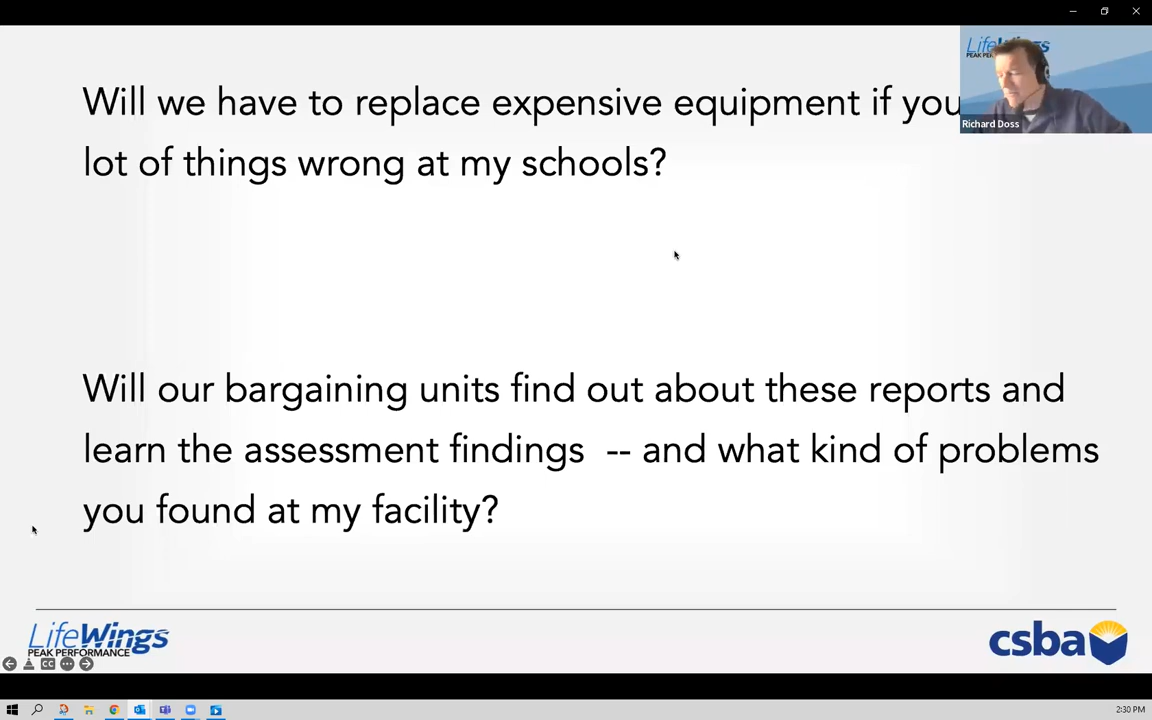 Will we have to replace expensive equipment if you
lot of things wrong at my schools?
Richard Doss
Will our bargaining units find out about these reports and
learn the assessment findings -- and what kind of problems
you found at my facility?
LifeWings
PEAK PERFORMANCE
csba
CC
2:30 PM